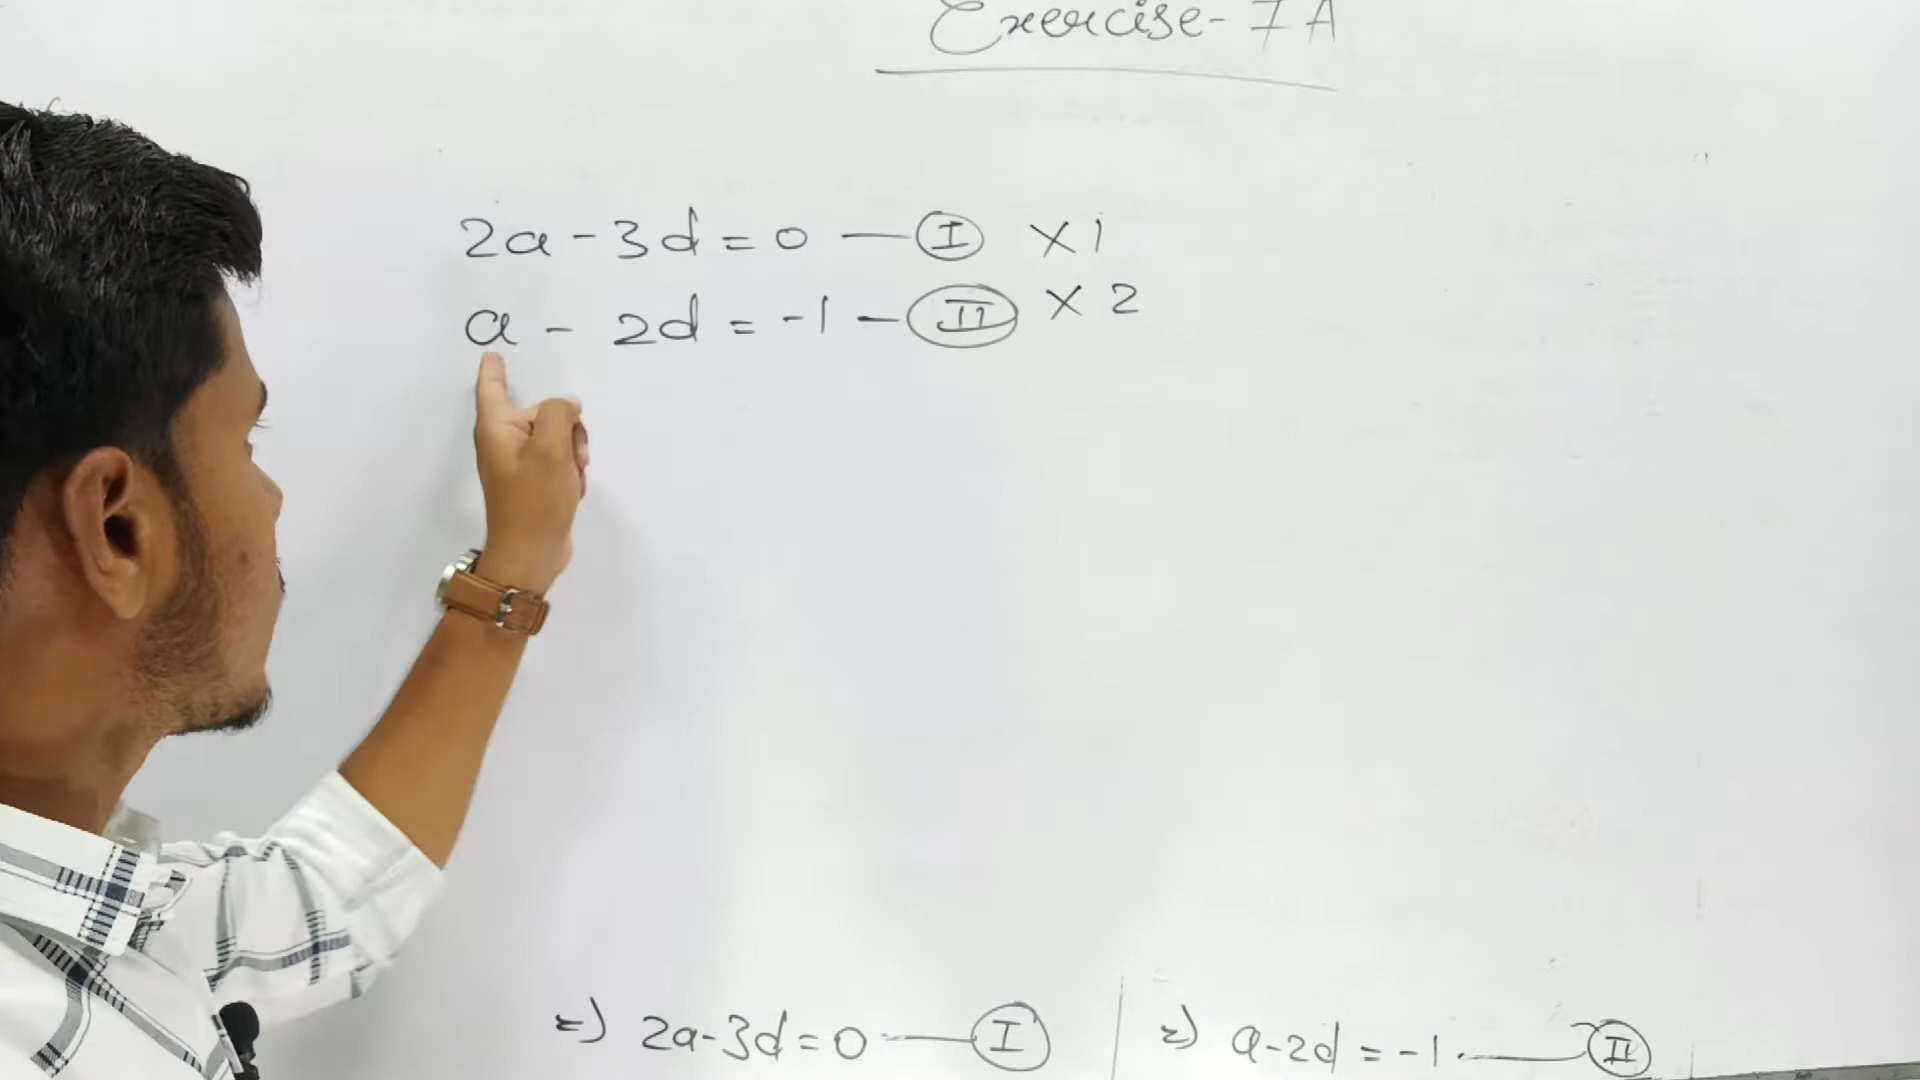 Exercise-7A
2a-3d=0 — I ×1
a - 2d = -1 — II ×2
=) 2a-3d=0 — I
=) a-2d = -1. — II